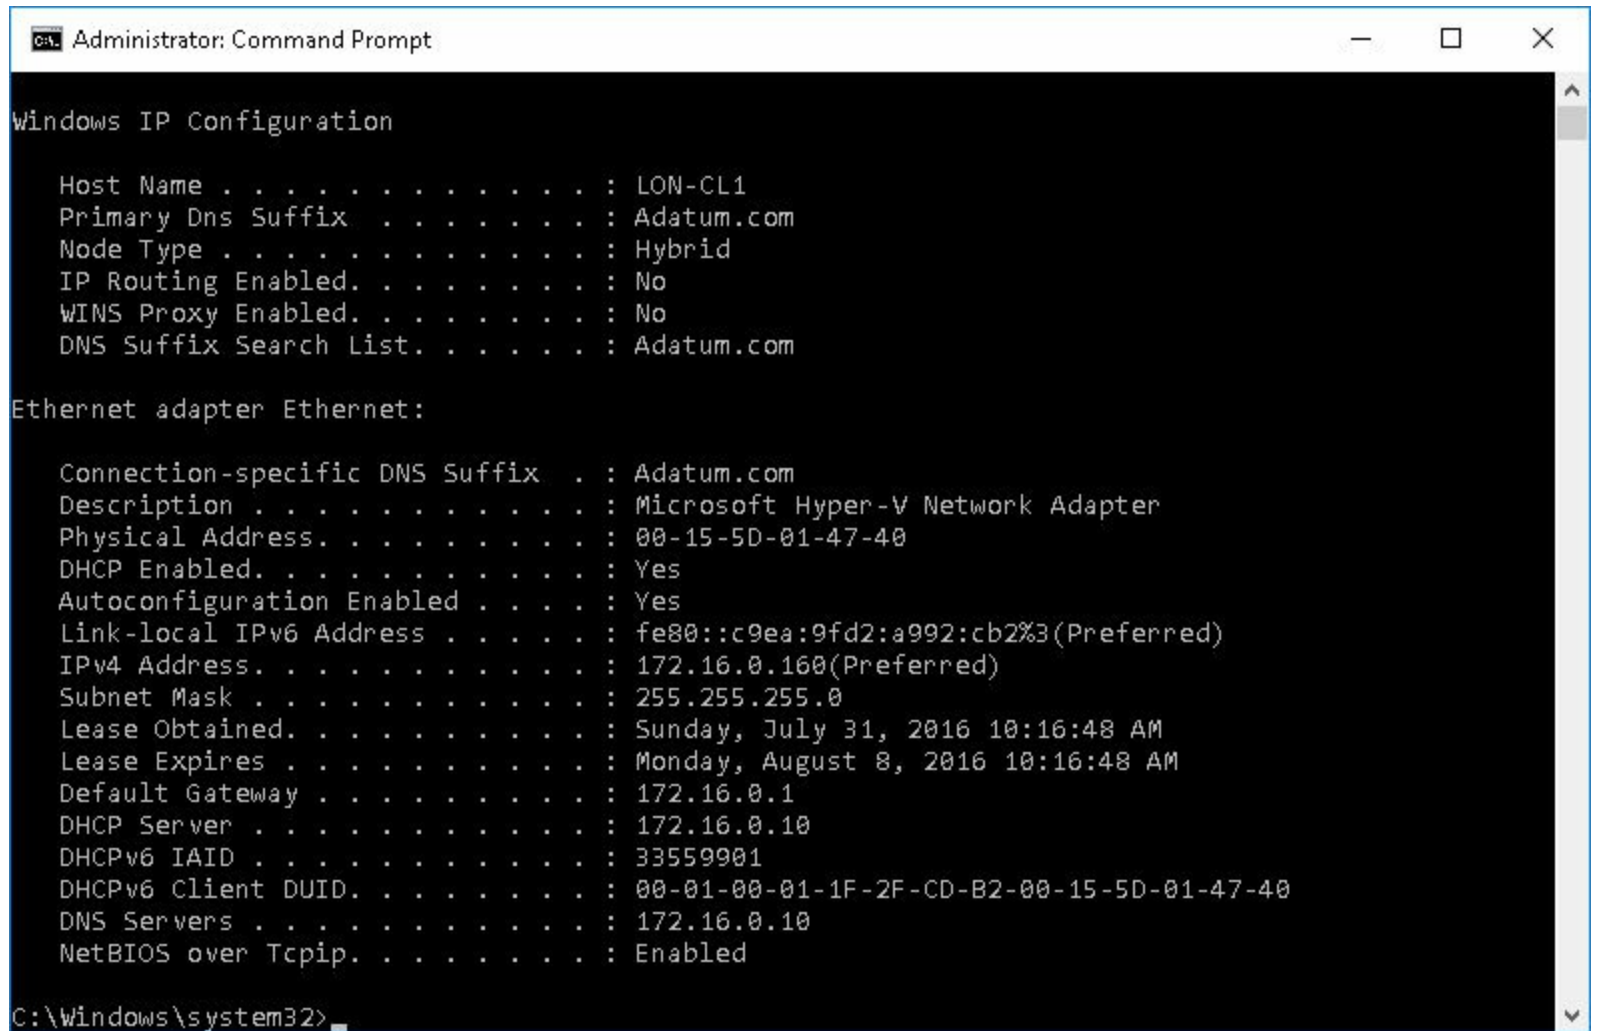 Administrator: Command Prompt
Windows IP Configuration
Host Name . . . . . . . . . . . . : LON-CL1
Primary Dns Suffix  . . . . . . . : Adatum.com
Node Type . . . . . . . . . . . . : Hybrid
IP Routing Enabled. . . . . . . . : No
WINS Proxy Enabled. . . . . . . . : No
DNS Suffix Search List. . . . . . : Adatum.com
Ethernet adapter Ethernet:
Connection-specific DNS Suffix  . : Adatum.com
Description . . . . . . . . . . . : Microsoft Hyper-V Network Adapter
Physical Address. . . . . . . . . : 00-15-5D-01-47-40
DHCP Enabled. . . . . . . . . . . : Yes
Autoconfiguration Enabled . . . . : Yes
Link-local IPv6 Address . . . . . : fe80::c9ea:9fd2:a992:cb2%3(Preferred)
IPv4 Address. . . . . . . . . . . : 172.16.0.160(Preferred)
Subnet Mask . . . . . . . . . . . : 255.255.255.0
Lease Obtained. . . . . . . . . . : Sunday, July 31, 2016 10:16:48 AM
Lease Expires . . . . . . . . . . : Monday, August 8, 2016 10:16:48 AM
Default Gateway . . . . . . . . . : 172.16.0.1
DHCP Server . . . . . . . . . . . : 172.16.0.10
DHCPv6 IAID . . . . . . . . . . . : 33559901
DHCPv6 Client DUID. . . . . . . . : 00-01-00-01-1F-2F-CD-B2-00-15-5D-01-47-40
DNS Servers . . . . . . . . . . . : 172.16.0.10
NetBIOS over Tcpip. . . . . . . . : Enabled
C:\Windows\system32>